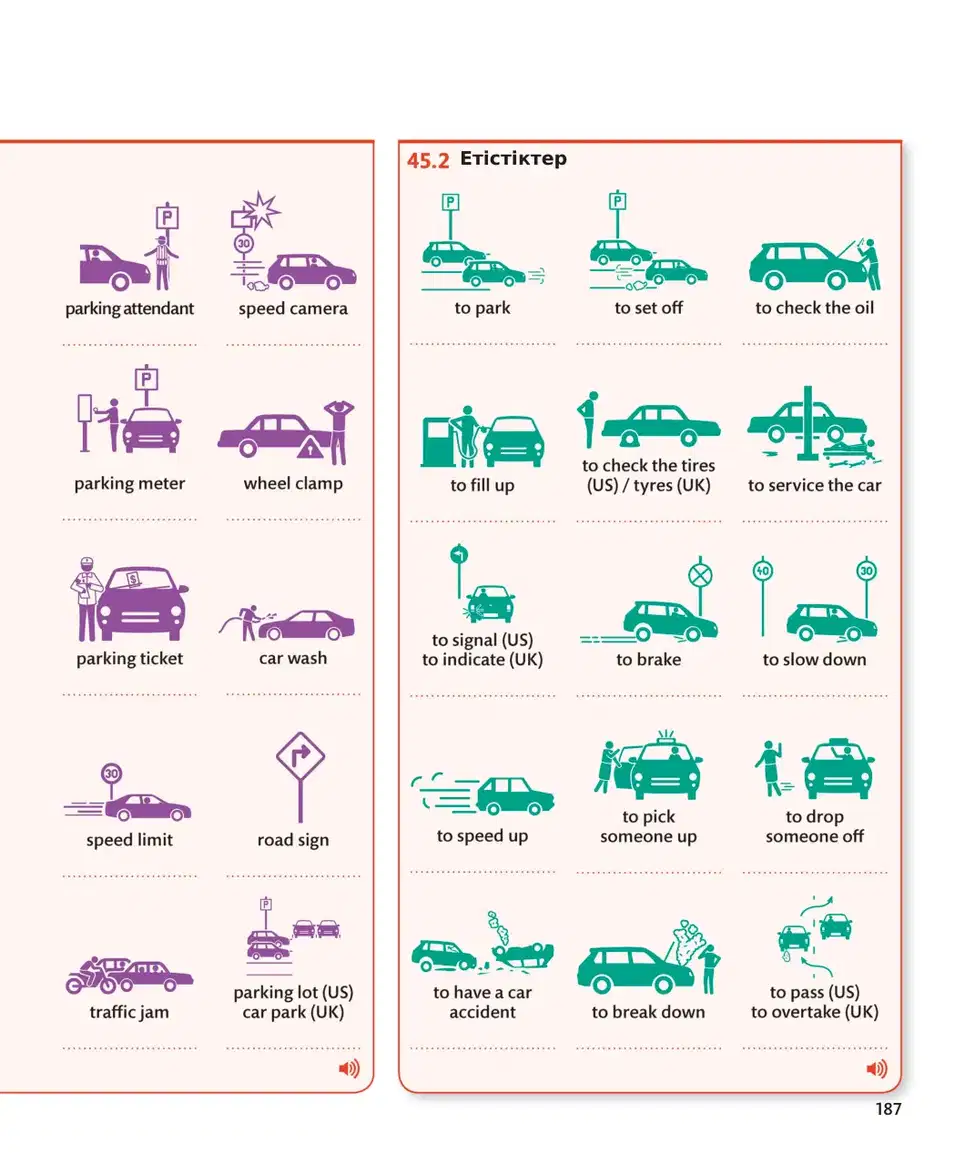 P
30
parking attendant
speed camera
P
parking meter
wheel clamp
$
parking ticket
car wash
30
speed limit
road sign
P
traffic jam
parking lot (US)
car park (UK)
45.2 Етістіктер
P
P
to park
to set off
to check the oil
to fill up
to check the tires
(US) / tyres (UK)
to service the car
40
30
to signal (US)
to indicate (UK)
to brake
to slow down
to speed up
to pick
someone up
to drop
someone off
to have a car
accident
to break down
to pass (US)
to overtake (UK)
187